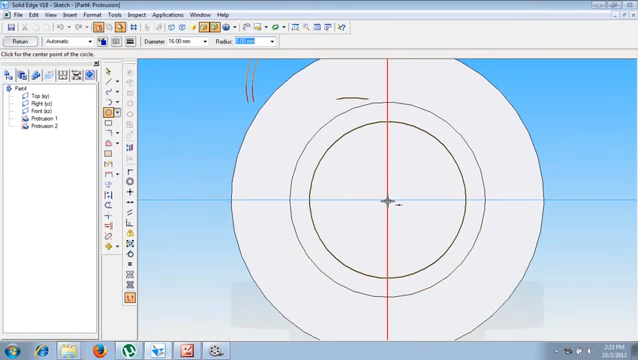 Solid Edge V18 - Sketch - [Part4: Protrusion]
File Edit View Insert Format Tools Inspect Applications Window Help
Return Automatic Diameter: 16.00 mm Radius:
Click for the center point of the circle.
Part4
Top (xy)
Right (yz)
Front (xz)
Protrusion 1
Protrusion 2
2:23 PM
10/2/2013